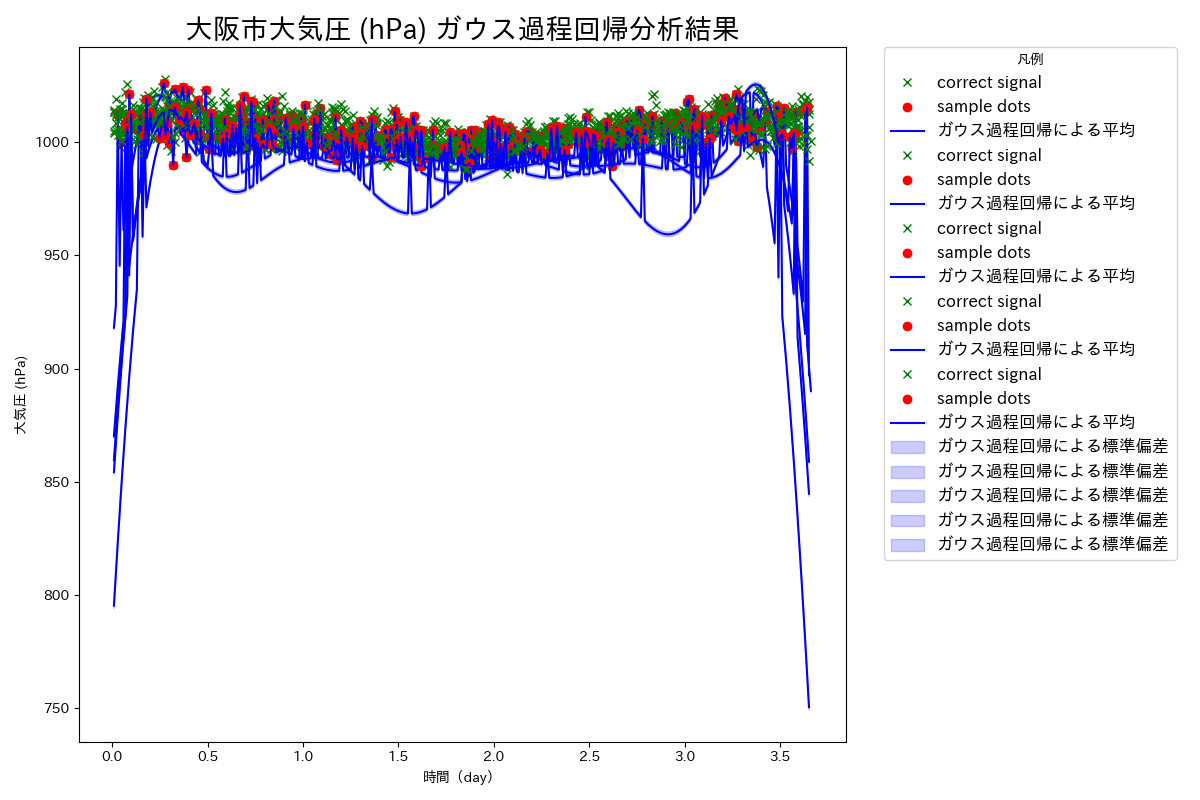 大阪市大気圧 (hPa) ガウス過程回帰分析結果
大気圧 (hPa)
1000
950
900
850
800
750
0.0
0.5
1.0
1.5
2.0
2.5
3.0
3.5
時間（day）
凡例
correct signal
sample dots
ガウス過程回帰による平均
correct signal
sample dots
ガウス過程回帰による平均
correct signal
sample dots
ガウス過程回帰による平均
correct signal
sample dots
ガウス過程回帰による平均
correct signal
sample dots
ガウス過程回帰による平均
ガウス過程回帰による標準偏差
ガウス過程回帰による標準偏差
ガウス過程回帰による標準偏差
ガウス過程回帰による標準偏差
ガウス過程回帰による標準偏差